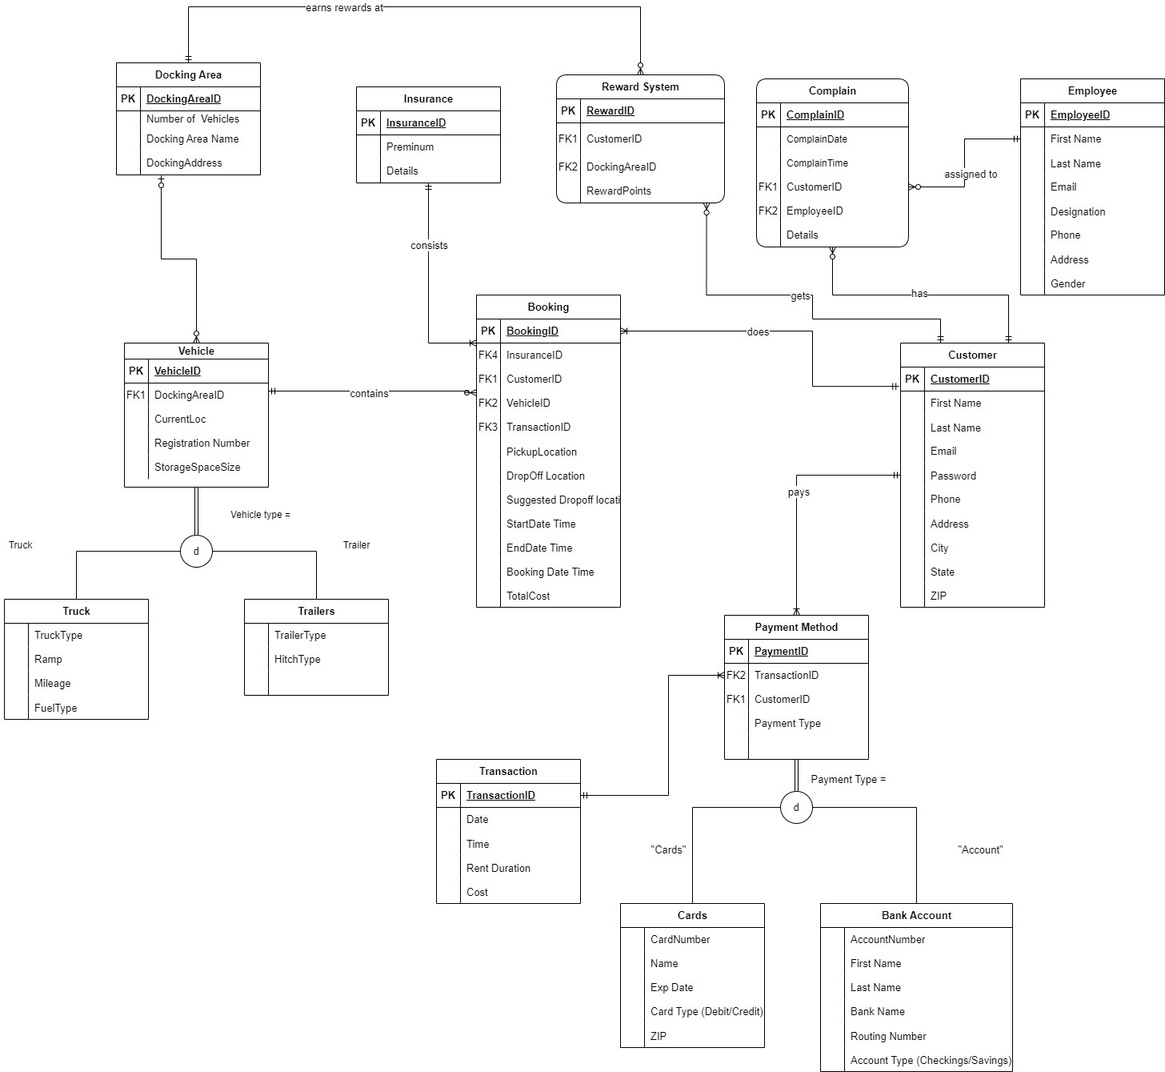 earns rewards at
Docking Area
PK DockingAreaID
Number of Vehicles
Docking Area Name
DockingAddress
Insurance
PK InsuranceID
Preminum
Details
Reward System
PK RewardID
FK1 CustomerID
FK2 DockingAreaID
RewardPoints
Complain
PK ComplainID
ComplainDate
ComplainTime
FK1 CustomerID
FK2 EmployeeID
Details
Employee
PK EmployeeID
First Name
Last Name
Email
Designation
Phone
Address
Gender
assigned to
consists
gets
has
does
contains
pays
Vehicle
PK VehicleID
FK1 DockingAreaID
CurrentLoc
Registration Number
StorageSpaceSize
Booking
PK BookingID
FK4 InsuranceID
FK1 CustomerID
FK2 VehicleID
FK3 TransactionID
PickupLocation
DropOff Location
Suggested Dropoff locati
StartDate Time
EndDate Time
Booking Date Time
TotalCost
Customer
PK CustomerID
First Name
Last Name
Email
Password
Phone
Address
City
State
ZIP
Vehicle type =
d
Truck
Trailer
Truck
TruckType
Ramp
Mileage
FuelType
Trailers
TrailerType
HitchType
Payment Method
PK PaymentID
FK2 TransactionID
FK1 CustomerID
Payment Type
Transaction
PK TransactionID
Date
Time
Rent Duration
Cost
Payment Type =
d
"Cards"
"Account"
Cards
CardNumber
Name
Exp Date
Card Type (Debit/Credit)
ZIP
Bank Account
AccountNumber
First Name
Last Name
Bank Name
Routing Number
Account Type (Checkings/Savings)